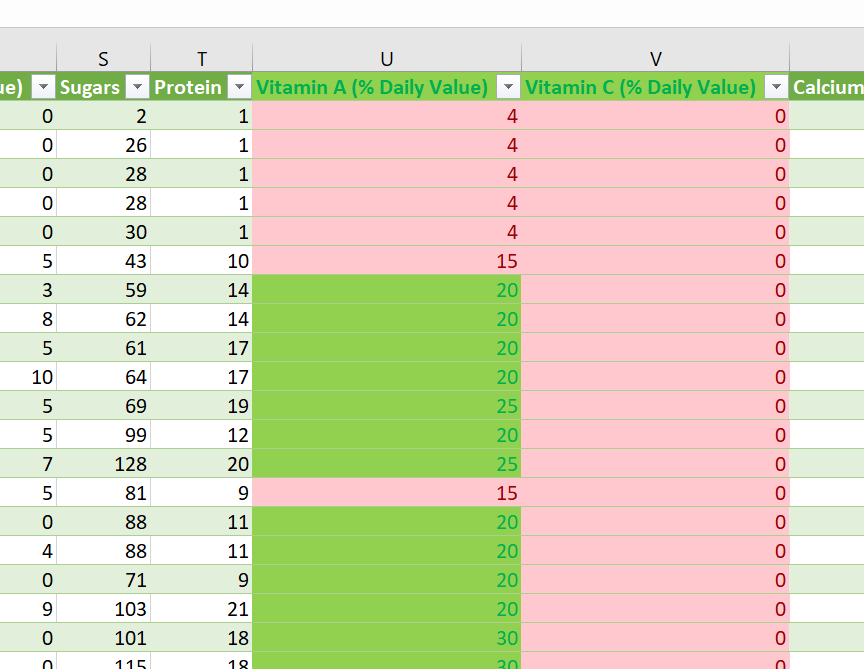 S T U V
ue) Sugars Protein Vitamin A (% Daily Value) Vitamin C (% Daily Value) Calcium
0 2 1 4 0
0 26 1 4 0
0 28 1 4 0
0 28 1 4 0
0 30 1 4 0
5 43 10 15 0
3 59 14 20 0
8 62 14 20 0
5 61 17 20 0
10 64 17 20 0
5 69 19 25 0
5 99 12 20 0
7 128 20 25 0
5 81 9 15 0
0 88 11 20 0
4 88 11 20 0
0 71 9 20 0
9 103 21 20 0
0 101 18 30 0
0 115 18 30 0